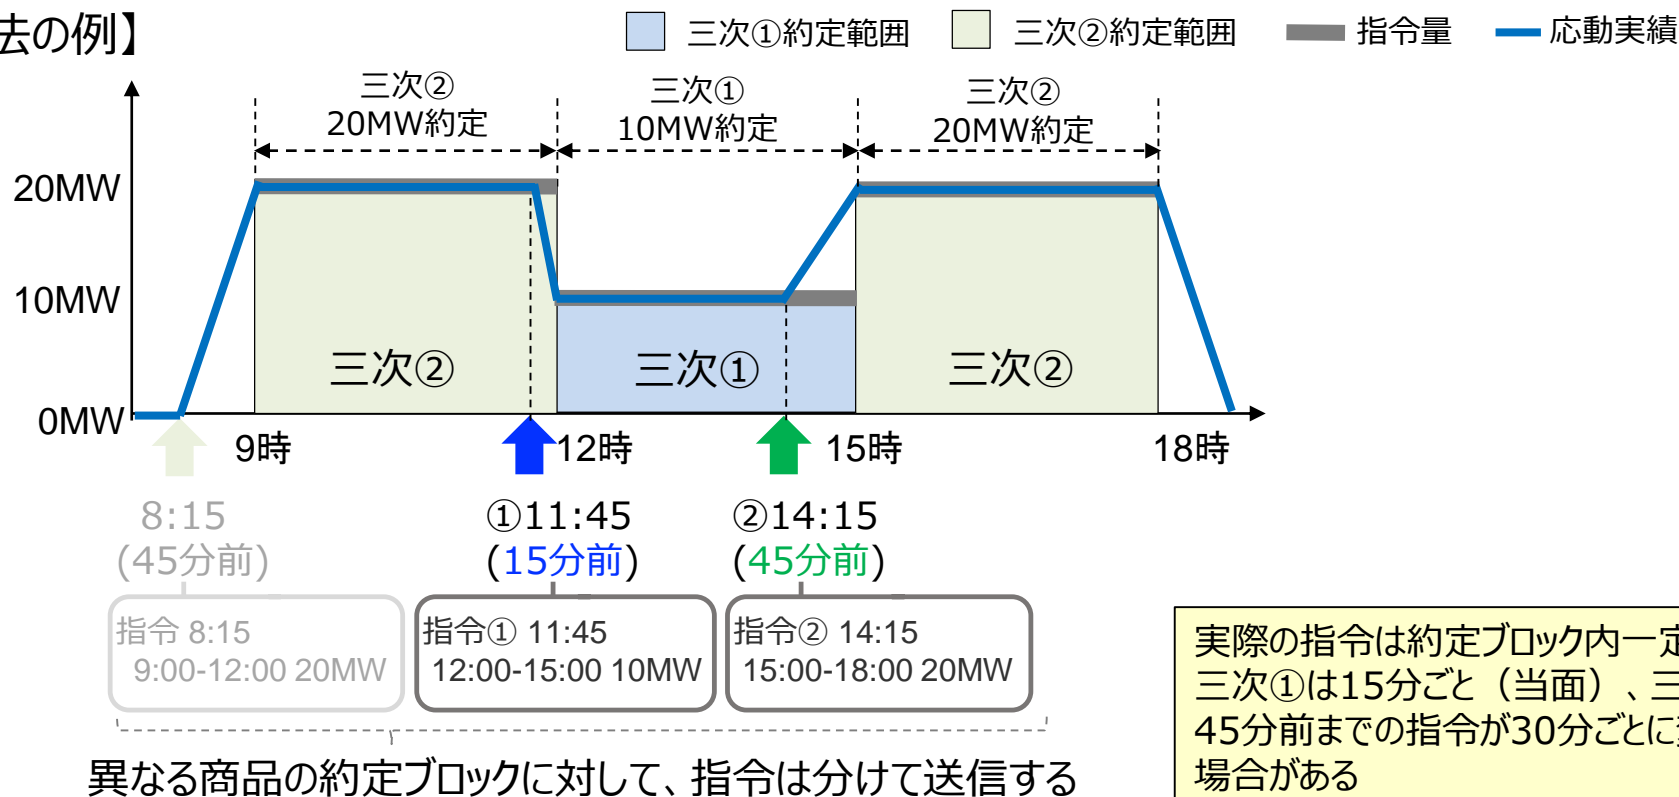 去の例】
三次①約定範囲
三次②約定範囲
指令量
応動実績
三次②
20MW約定
三次①
10MW約定
三次②
20MW約定
20MW
10MW
0MW
三次②
三次①
三次②
9時
12時
15時
18時
8:15
(45分前)
①11:45
(15分前)
②14:15
(45分前)
指令 8:15
9:00-12:00 20MW
指令① 11:45
12:00-15:00 10MW
指令② 14:15
15:00-18:00 20MW
異なる商品の約定ブロックに対して、指令は分けて送信する
実際の指令は約定ブロック内一定
三次①は15分ごと（当面）、三
45分前までの指令が30分ごとに
場合がある